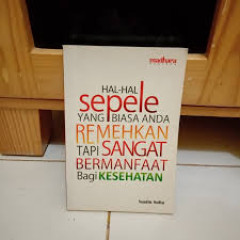 HAL-HAL
sepele
YANG BIASA ANDA
REMEHKAN
TAPI SANGAT
BERMANFAAT
Bagi KESEHATAN